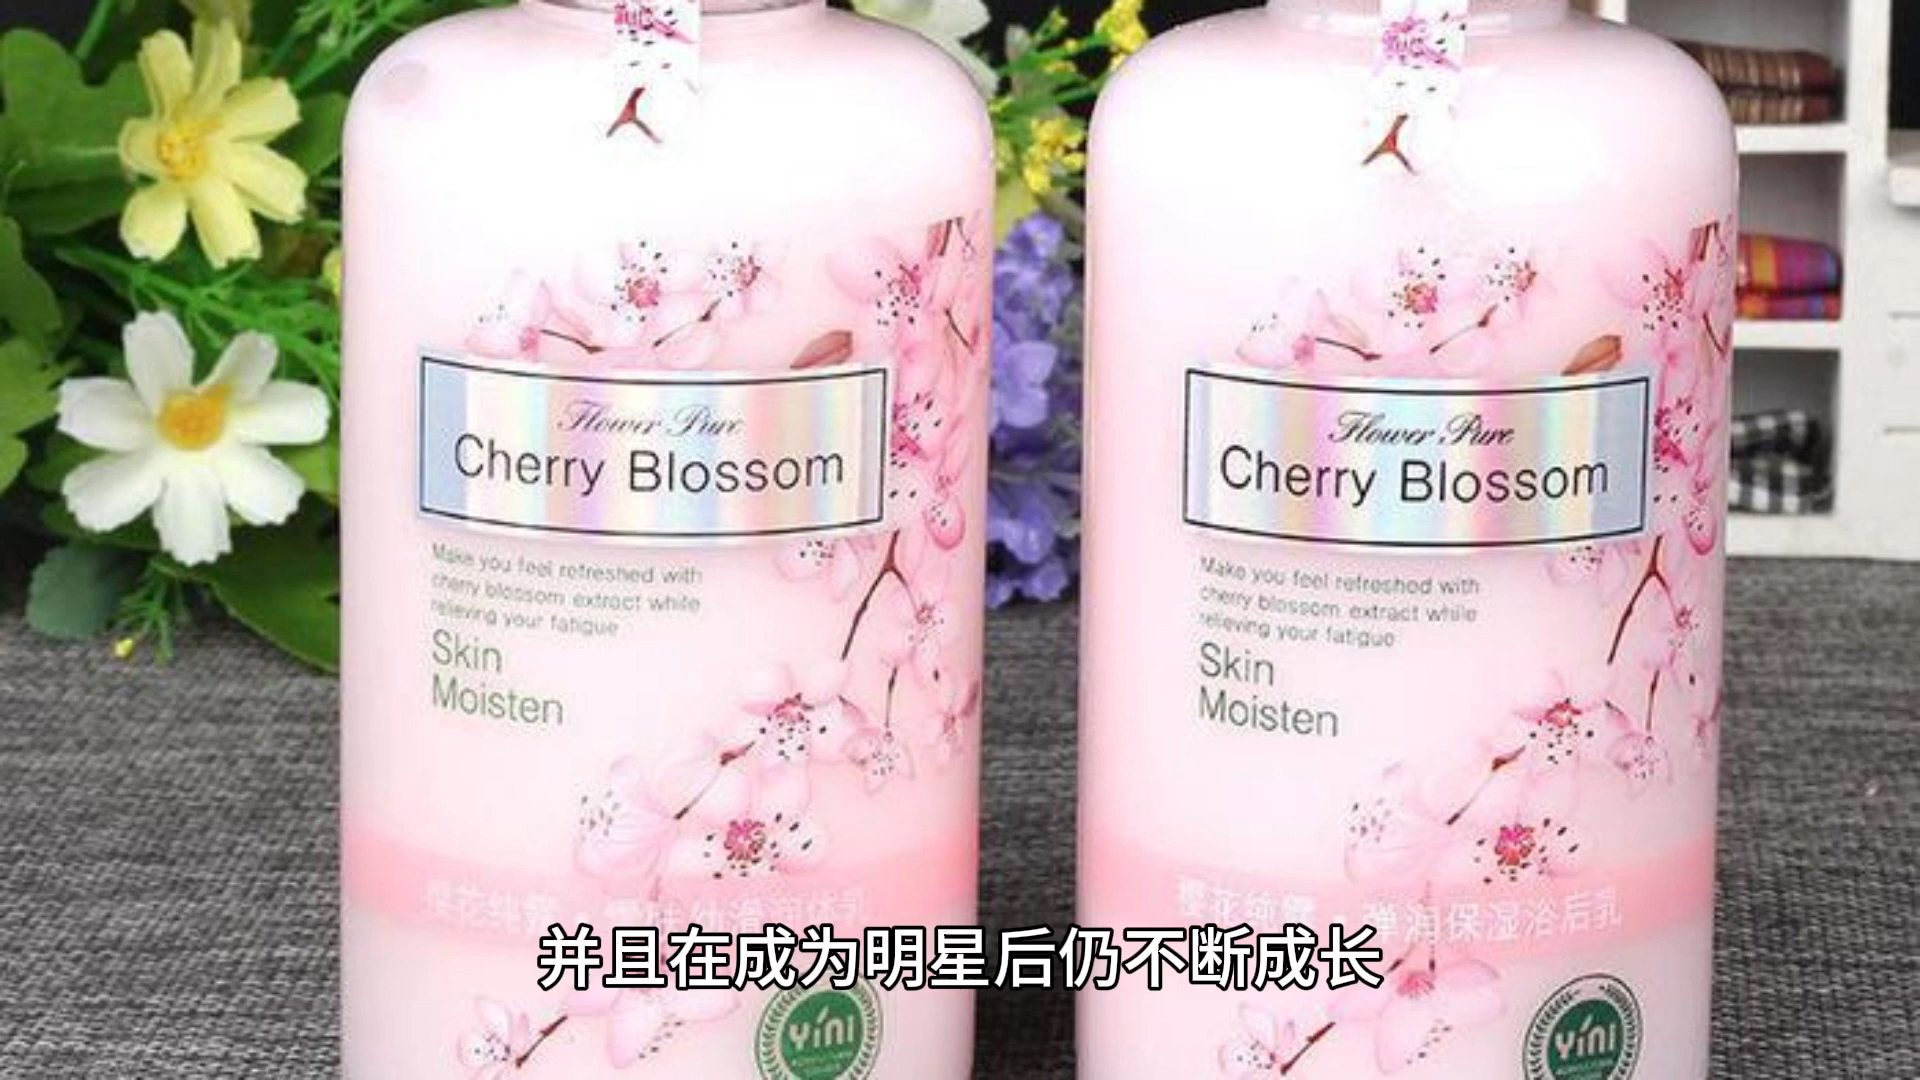 Flower Pure
Cherry Blossom
Make you feel refreshed with
cherry blossom extract while
relieving your fatigue
Skin
Moisten
Flower Pure
Cherry Blossom
Make you feel refreshed with
cherry blossom extract while
relieving your fatigue
Skin
Moisten
樱花纯露·弹润保湿浴后乳
并且在成为明星后仍不断成长
Yini
Yini